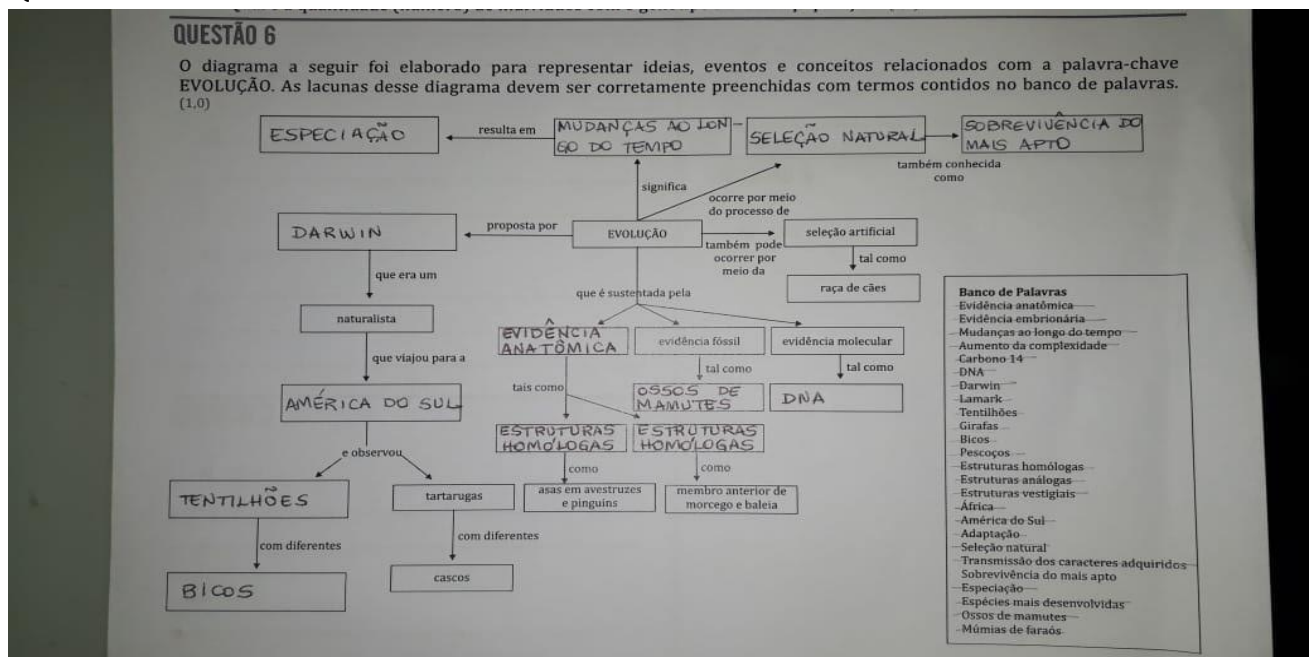 QUESTÃO 6
O diagrama a seguir foi elaborado para representar ideias, eventos e conceitos relacionados com a palavra-chave
EVOLUÇÃO. As lacunas desse diagrama devem ser corretamente preenchidas com termos contidos no banco de palavras.
(1,0)
ESPECIAÇÃO
resulta em
MUDANÇAS AO LON-
GO DO TEMPO
SELEÇÃO NATURAL
SOBREVIVÊNCIA DO
MAIS APTO
também conhecida
como
significa
ocorre por meio
do processo de
DARWIN
proposta por
EVOLUÇÃO
também pode
ocorrer por
meio da
seleção artificial
tal como
raça de cães
que era um
que é sustentada pela
naturalista
EVIDÊNCIA
ANATÔMICA
evidência fóssil
evidência molecular
que viajou para a
tais como
tal como
tal como
AMÉRICA DO SUL
OSSOS DE
MAMUTES
DNA
ESTRUTURAS
HOMÓLOGAS
ESTRUTURAS
HOMÓLOGAS
e observou
como
como
TENTILHÕES
tartarugas
asas em avestruzes
e pinguins
membro anterior de
morcego e baleia
com diferentes
com diferentes
BICOS
cascos
Banco de Palavras
Evidência anatômica
Evidência embrionária
Mudanças ao longo do tempo
Aumento da complexidade
Carbono 14
DNA
Darwin
Lamark
Tentilhões
Girafas
Bicos
Pescoços
Estruturas homólogas
Estruturas análogas
Estruturas vestigiais
África
América do Sul
Adaptação
Seleção natural
Transmissão dos caracteres adquiridos
Sobrevivência do mais apto
Especiação
Espécies mais desenvolvidas
Ossos de mamutes
Múmias de faraós